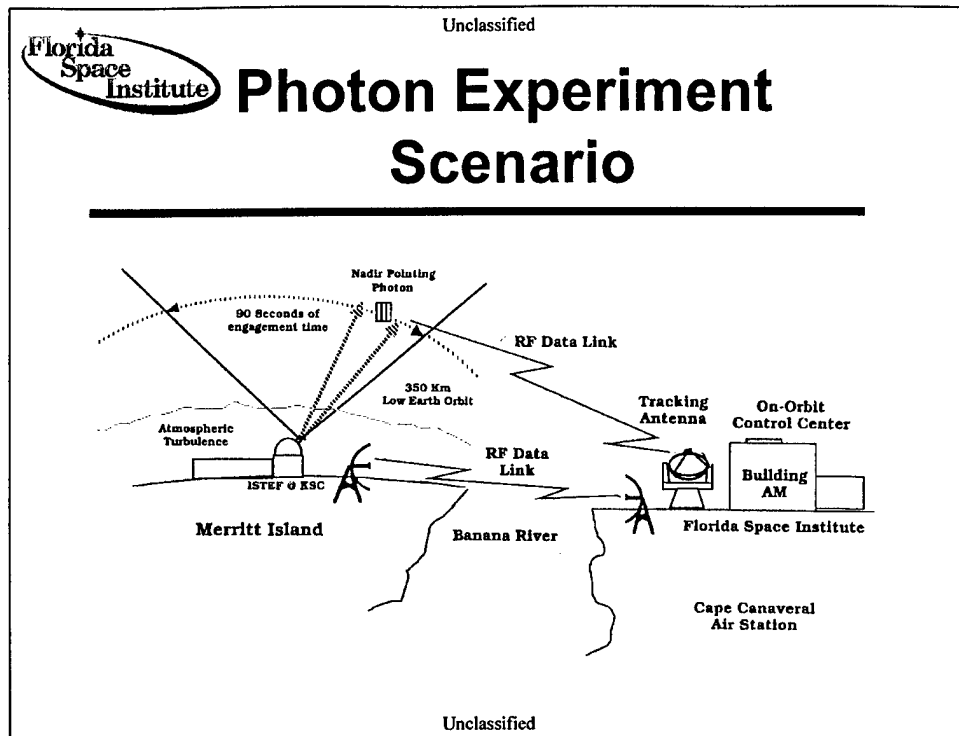 Unclassified
Florida
Space
Institute
Photon Experiment
Scenario
Nadir Pointing
Photon
90 Seconds of
engagement time
RF Data Link
350 Km
Low Earth Orbit
Tracking
Antenna
On-Orbit
Control Center
Atmospheric
Turbulence
RF Data
Link
Building
AM
ISTEF @ KSC
Merritt Island
Banana River
Florida Space Institute
Cape Canaveral
Air Station
Unclassified